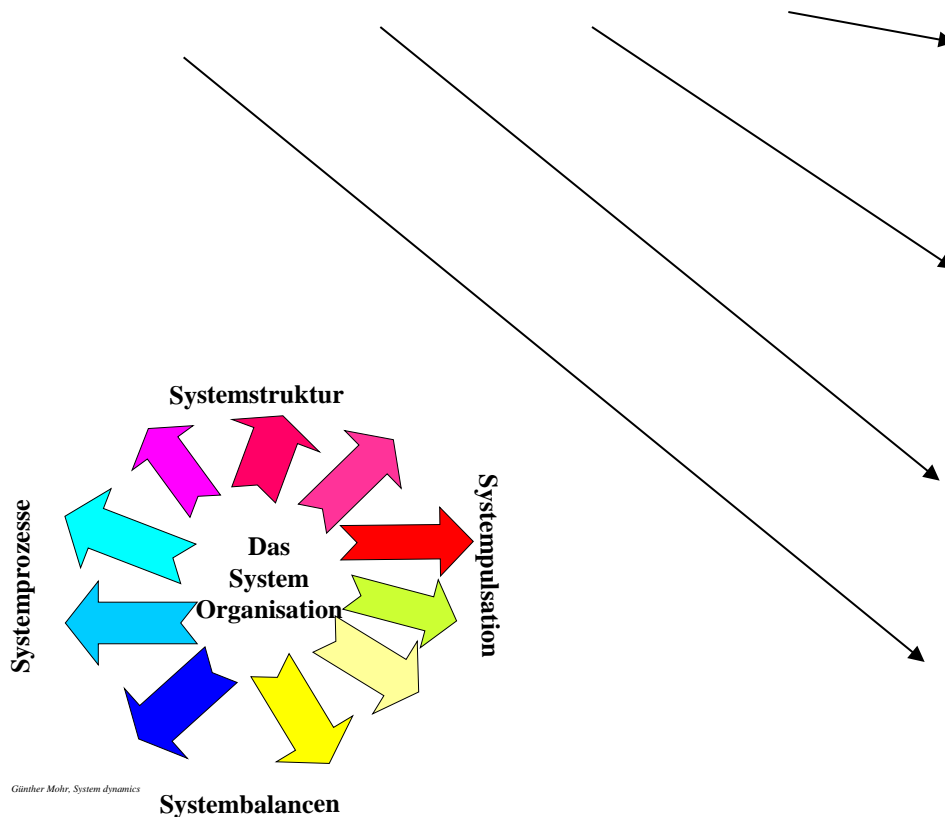 Systemstruktur
Systemprozesse
Das
System
Organisation
Systempulsation
Günther Mohr, System dynamics
Systembalancen